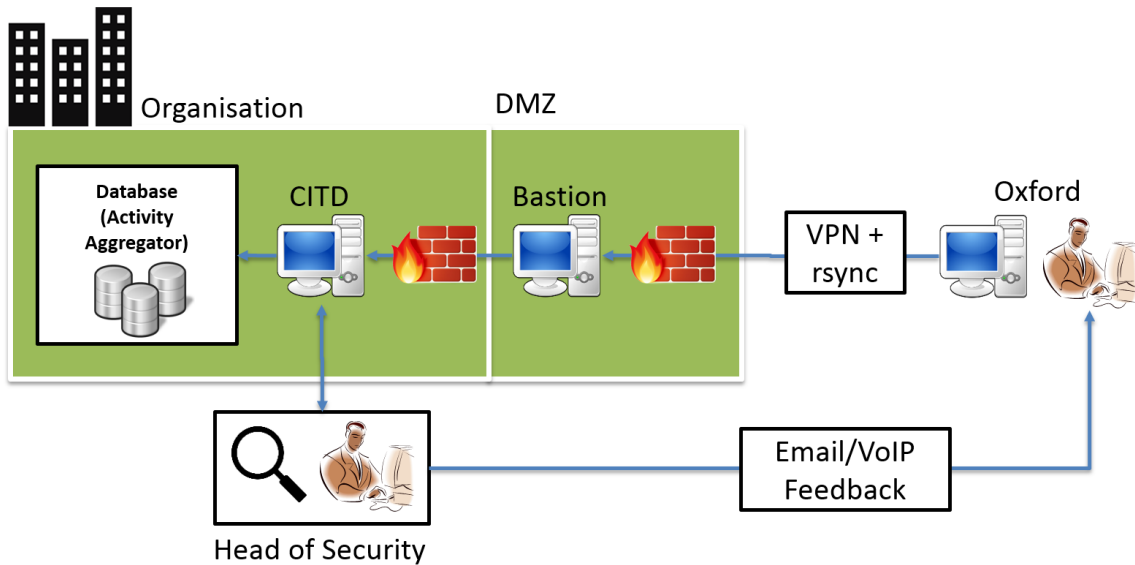 Organisation
DMZ
Database
(Activity
Aggregator)
CITD
Bastion
VPN +
rsync
Oxford
Email/VoIP
Feedback
Head of Security